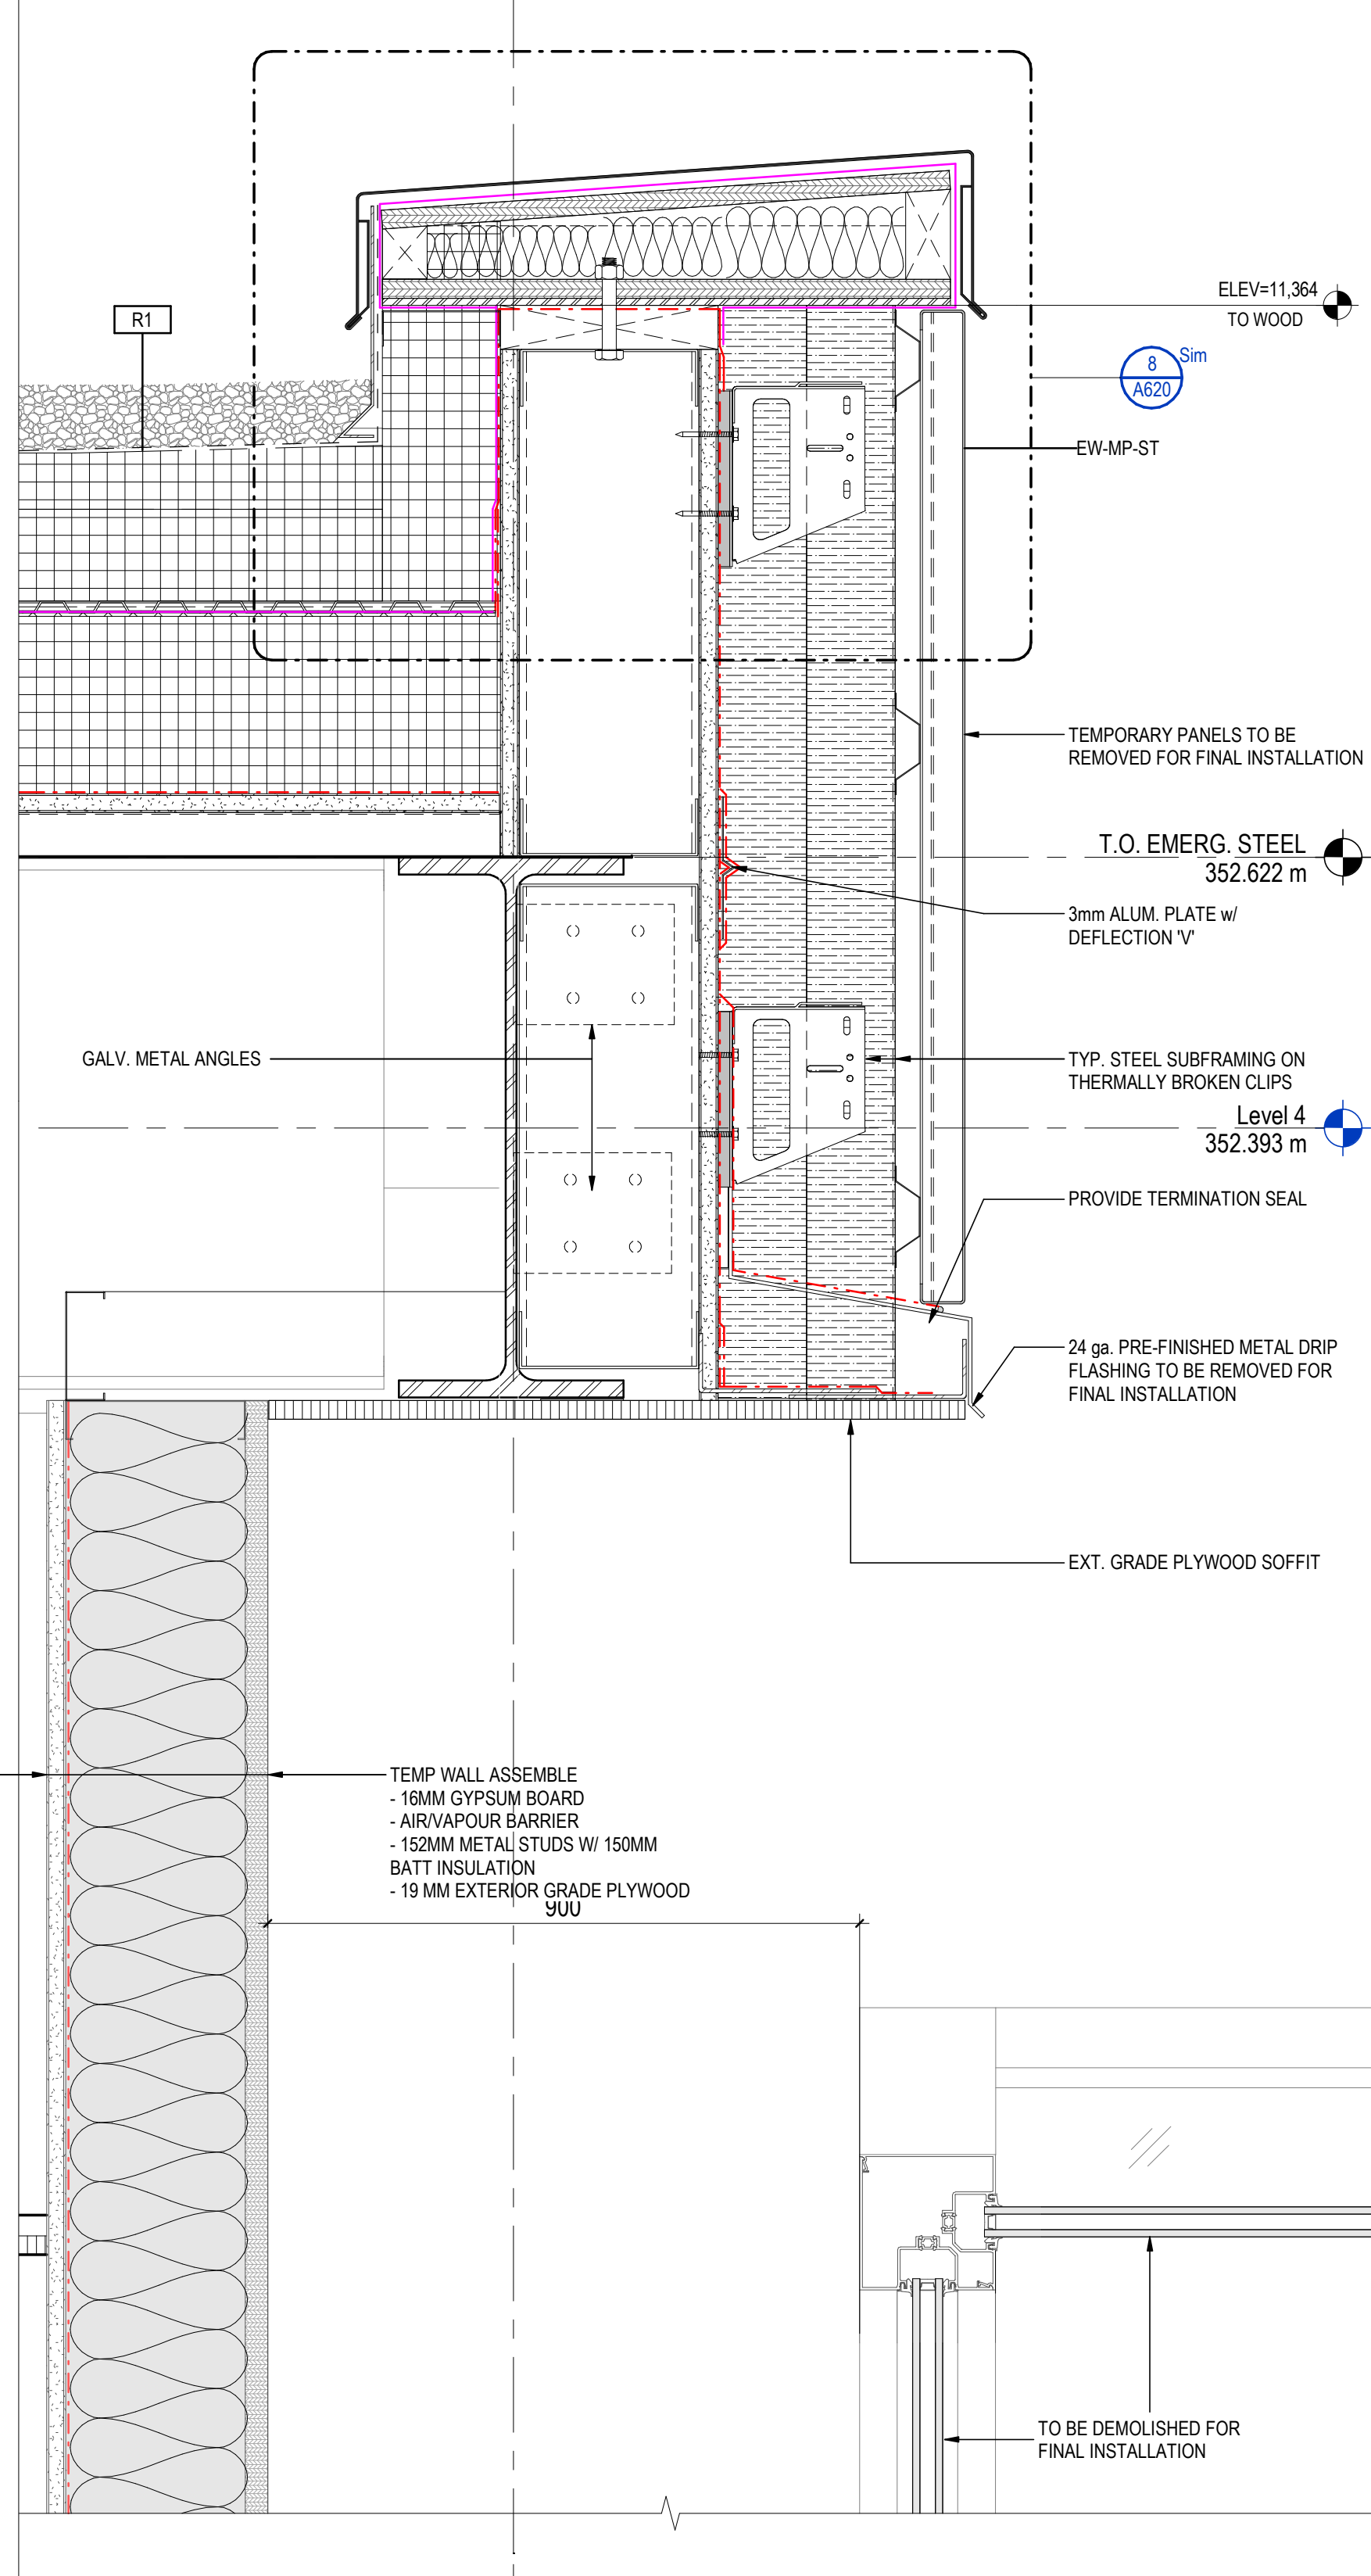 ELEV=11,364
TO WOOD
R1
8
Sim
A620
EW-MP-ST
TEMPORARY PANELS TO BE
REMOVED FOR FINAL INSTALLATION
T.O. EMERG. STEEL
352.622 m
3mm ALUM. PLATE w/
DEFLECTION 'V'
GALV. METAL ANGLES
TYP. STEEL SUBFRAMING ON
THERMALLY BROKEN CLIPS
Level 4
352.393 m
PROVIDE TERMINATION SEAL
24 ga. PRE-FINISHED METAL DRIP
FLASHING TO BE REMOVED FOR
FINAL INSTALLATION
EXT. GRADE PLYWOOD SOFFIT
TEMP WALL ASSEMBLE
- 16MM GYPSUM BOARD
- AIR/VAPOUR BARRIER
- 152MM METAL STUDS W/ 150MM
BATT INSULATION
- 19 MM EXTERIOR GRADE PLYWOOD
900
TO BE DEMOLISHED FOR
FINAL INSTALLATION